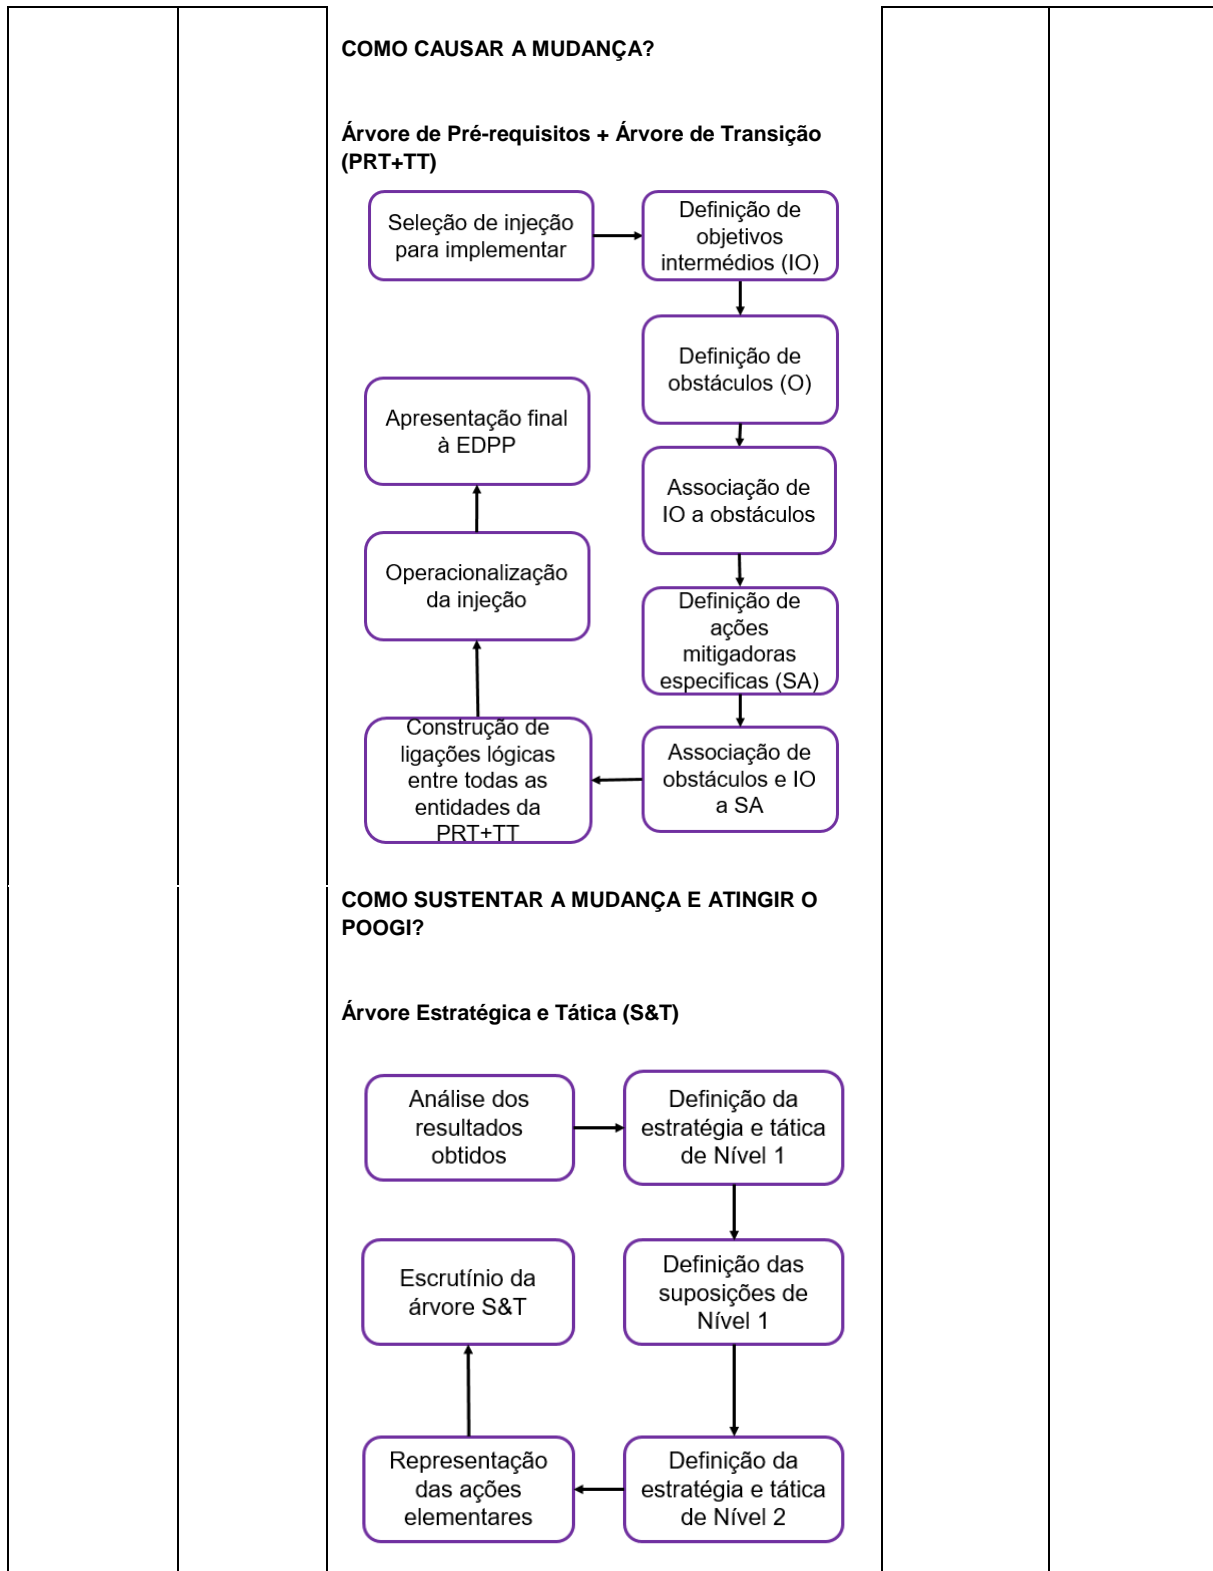 COMO CAUSAR A MUDANÇA?
Árvore de Pré-requisitos + Árvore de Transição
(PRT+TT)
Seleção de injeção
para implementar
Definição de
objetivos
intermédios (IO)
Definição de
obstáculos (O)
Associação de
IO a obstáculos
Definição de
ações
mitigadoras
especificas (SA)
Associação de
obstáculos e IO
a SA
Construção de
ligações lógicas
entre todas as
entidades da
PRT+TT
Operacionalização
da injeção
Apresentação final
à EDPP
COMO SUSTENTAR A MUDANÇA E ATINGIR O
POOGI?
Árvore Estratégica e Tática (S&T)
Análise dos
resultados
obtidos
Definição da
estratégia e tática
de Nível 1
Definição das
suposições de
Nível 1
Definição da
estratégia e tática
de Nível 2
Representação
das ações
elementares
Escrutínio da
árvore S&T